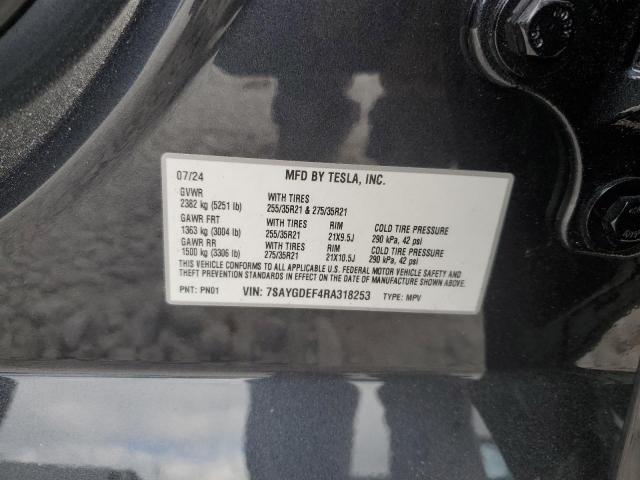 07/24 MFD BY TESLA, INC.
GVWR WITH TIRES
2382 kg (5251 lb) 255/35R21 & 275/35R21
GAWR FRT WITH TIRES RIM COLD TIRE PRESSURE
1363 kg (3004 lb) 255/35R21 21X9.5J 290 kPa, 42 psi
GAWR RR WITH TIRES RIM COLD TIRE PRESSURE
1500 kg (3306 lb) 275/35R21 21X10.5J 290 kPa, 42 psi
THIS VEHICLE CONFORMS TO ALL APPLICABLE U.S. FEDERAL MOTOR VEHICLE SAFETY AND
THEFT PREVENTION STANDARDS IN EFFECT ON THE DATE OF MANUFACTURE SHOWN ABOVE.
PNT: PN01 VIN: 7SAYGDEF4RA318253 TYPE: MPV